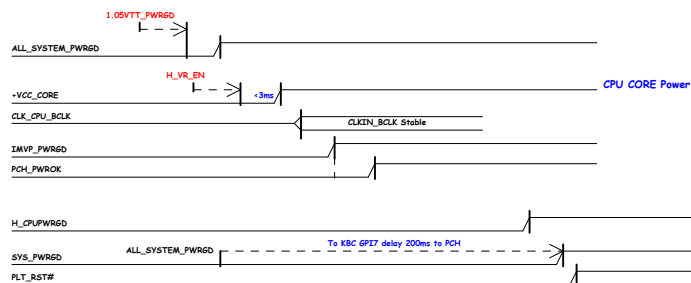 1.05VTT_PWRGD
ALL_SYSTEM_PWRGD
H_VR_EN
+VCC_CORE
<3ms
CPU CORE Power
CLK_CPU_BCLK
CLKIN_BCLK Stable
IMVP_PWRGD
PCH_PWROK
H_CPUPWRGD
SYS_PWRGD
ALL_SYSTEM_PWRGD
To KBC GPI7 delay 200ms to PCH
PLT_RST#